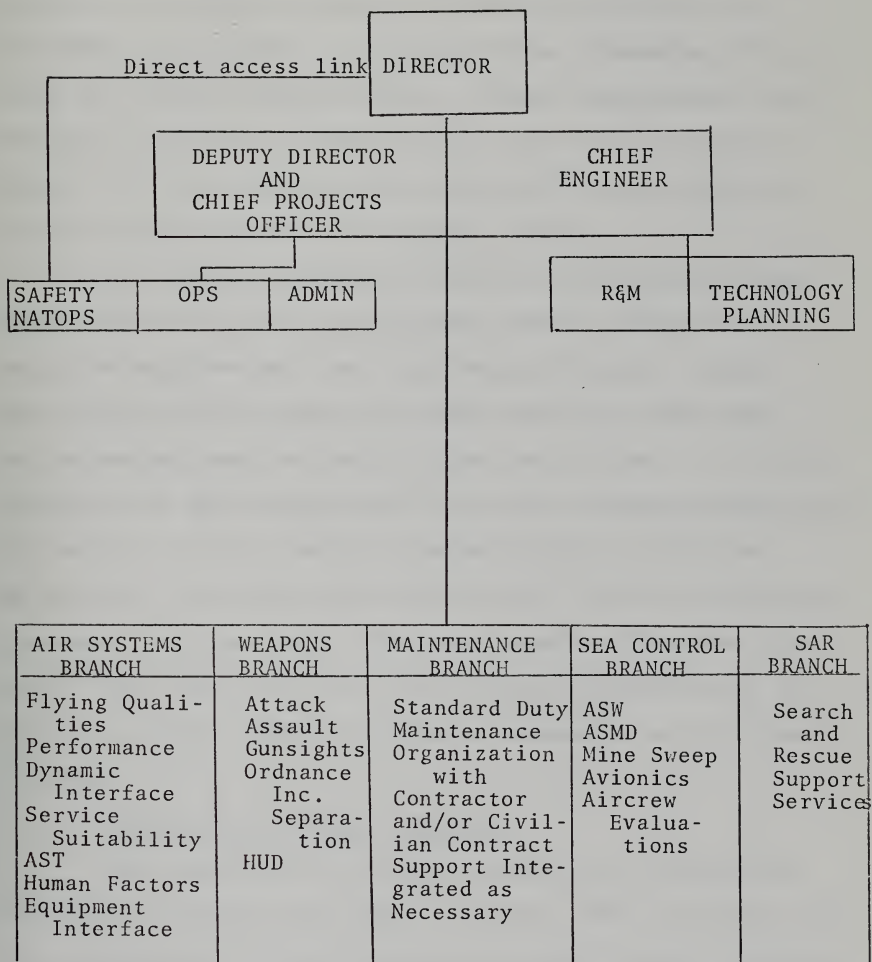 Direct access link
DIRECTOR
DEPUTY DIRECTOR
AND
CHIEF PROJECTS
OFFICER
CHIEF
ENGINEER
SAFETY
NATOPS
OPS
ADMIN
R&M
TECHNOLOGY
PLANNING
AIR SYSTEMS
BRANCH
Flying Quali-
ties
Performance
Dynamic
Interface
Service
Suitability
AST
Human Factors
Equipment
Interface
WEAPONS
BRANCH
Attack
Assault
Gunsights
Ordnance
Inc.
Separa-
tion
HUD
MAINTENANCE
BRANCH
Standard Duty
Maintenance
Organization
with
Contractor
and/or Civil-
ian Contract
Support Inte-
grated as
Necessary
SEA CONTROL
BRANCH
ASW
ASMD
Mine Sweep
Avionics
Aircrew
Evalua-
tions
SAR
BRANCH
Search
and
Rescue
Support
Services